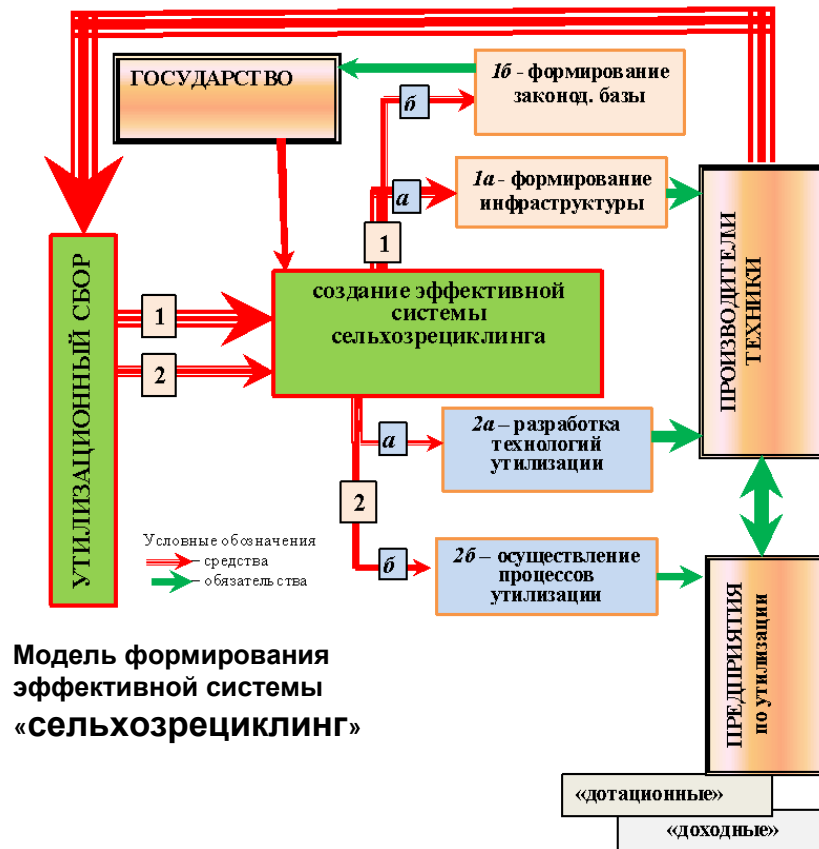 ГОСУДАРСТВО
1б - формирование
законод. базы
б
1а - формирование
инфраструктуры
а
1
УТИЛИЗАЦИОННЫЙ СБОР
1
2
создание эффективной
системы
сельхозрециклинга
ПРОИЗВОДИТЕЛИ
ТЕХНИКИ
2а – разработка
технологий
утилизации
а
2
Условные обозначения
– средства
– обязательства
б
2б – осуществление
процессов
утилизации
ПРЕДПРИЯТИЯ
по утилизации
Модель формирования
эффективной системы
«сельхозрециклинг»
«дотационные»
«доходные»